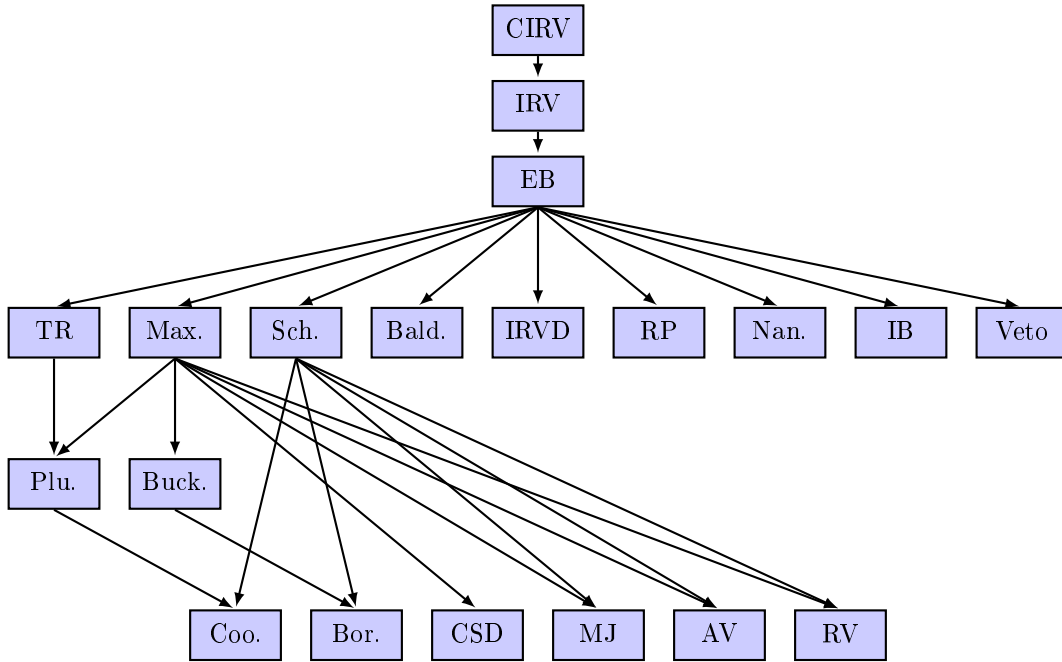 CIRV
IRV
EB
TR Max. Sch. Bald. IRVD RP Nan. IB Veto
Plu. Buck.
Coo. Bor. CSD MJ AV RV